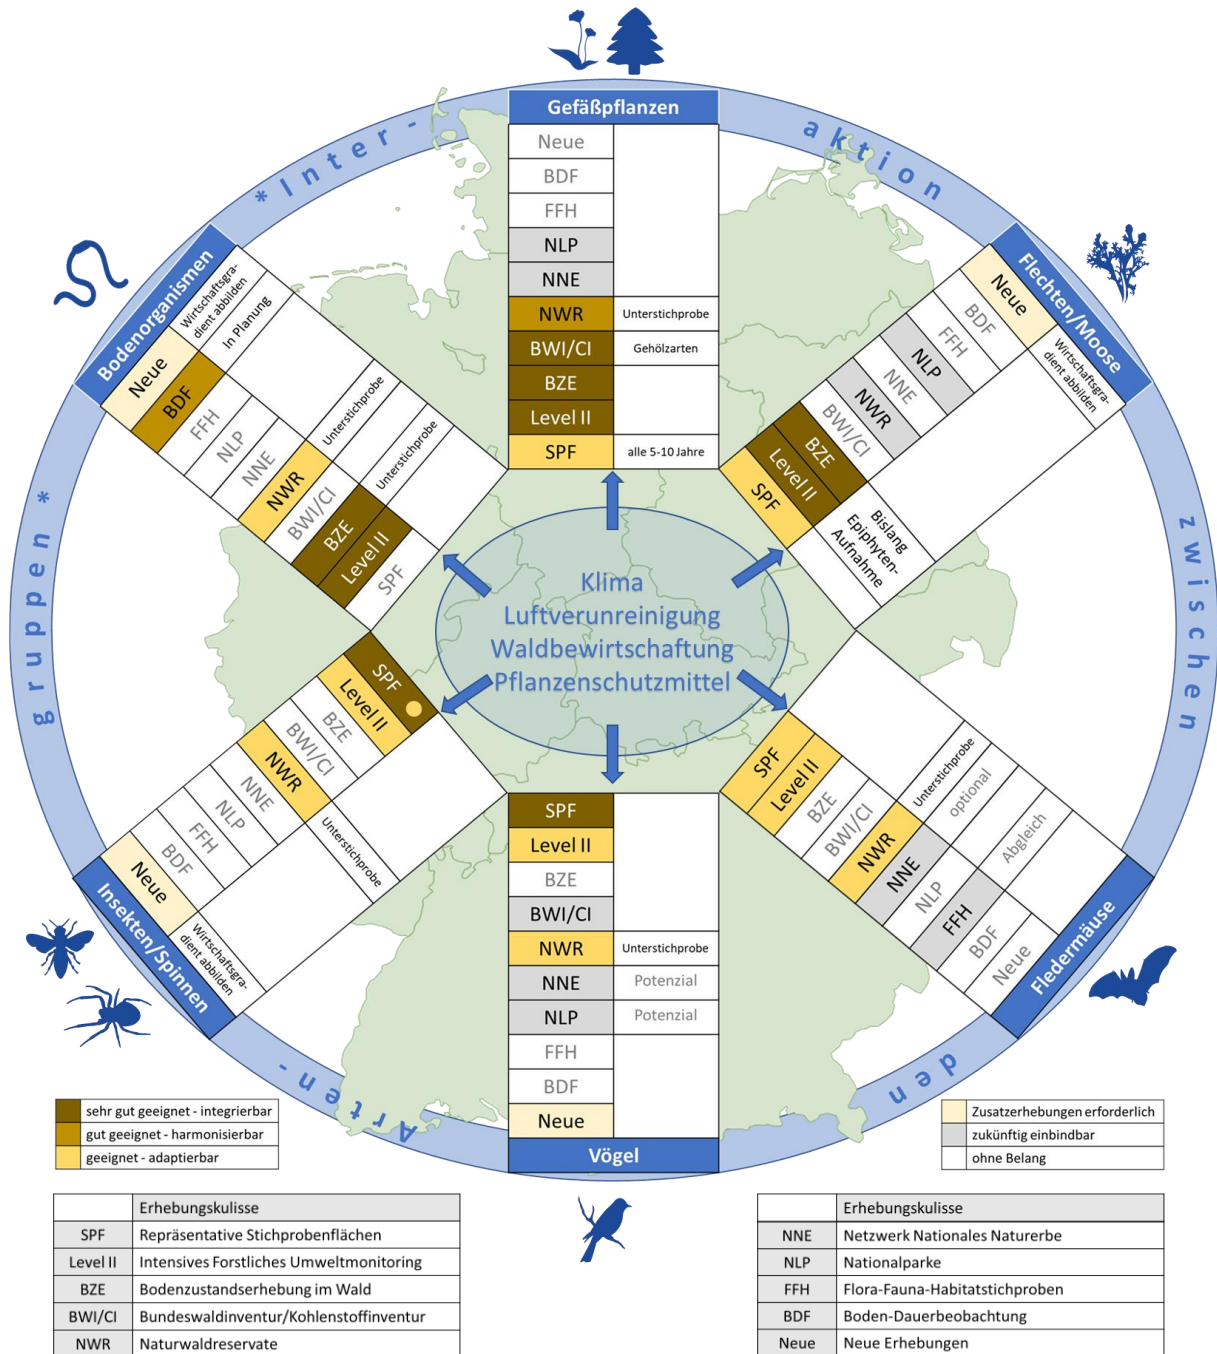 *Inter-
aktion
zwischen
den
Arten-
gruppen*
Gefäßpflanzen
Neue
BDF
FFH
NLP
NNE
NWR Unterstichprobe
BWI/CI Gehölzarten
BZE
Level II
SPF alle 5-10 Jahre
Flechten/Moose
Neue Wirtschaftsgra-
dient abbilden
BDF
FFH
NLP
NNE
NWR
BWI/CI
BZE
Level II
SPF
Bislang
Epiphyten-
Aufnahme
Bodenorganismen
Neue Wirtschaftsgra-
dient abbilden
BDF In Planung
FFH
NLP
NNE
NWR Unterstichprobe
BWI/CI
BZE Unterstichprobe
Level II
SPF
Klima
Luftverunreinigung
Waldbewirtschaftung
Pflanzenschutzmittel
SPF
Level II
BZE
BWI/CI
NWR Unterstichprobe
NNE
NLP
FFH
BDF
Neue Wirtschaftsgra-
dient abbilden
Insekten/Spinnen
SPF
Level II
BZE
BWI/CI
NWR Unterstichprobe
NNE Potenzial
NLP Potenzial
FFH
BDF
Neue
Vögel
SPF
Level II
BZE
BWI/CI
NWR Unterstichprobe
NNE optional
NLP
FFH Abgleich
BDF
Neue
Fledermäuse
sehr gut geeignet - integrierbar
gut geeignet - harmonisierbar
geeignet - adaptierbar
Zusatzerhebungen erforderlich
zukünftig einbindbar
ohne Belang
Erhebungskulisse
SPF Repräsentative Stichprobenflächen
Level II Intensives Forstliches Umweltmonitoring
BZE Bodenzustandserhebung im Wald
BWI/CI Bundeswaldinventur/Kohlenstoffinventur
NWR Naturwaldreservate
Erhebungskulisse
NNE Netzwerk Nationales Naturerbe
NLP Nationalparke
FFH Flora-Fauna-Habitatstichproben
BDF Boden-Dauerbeobachtung
Neue Neue Erhebungen